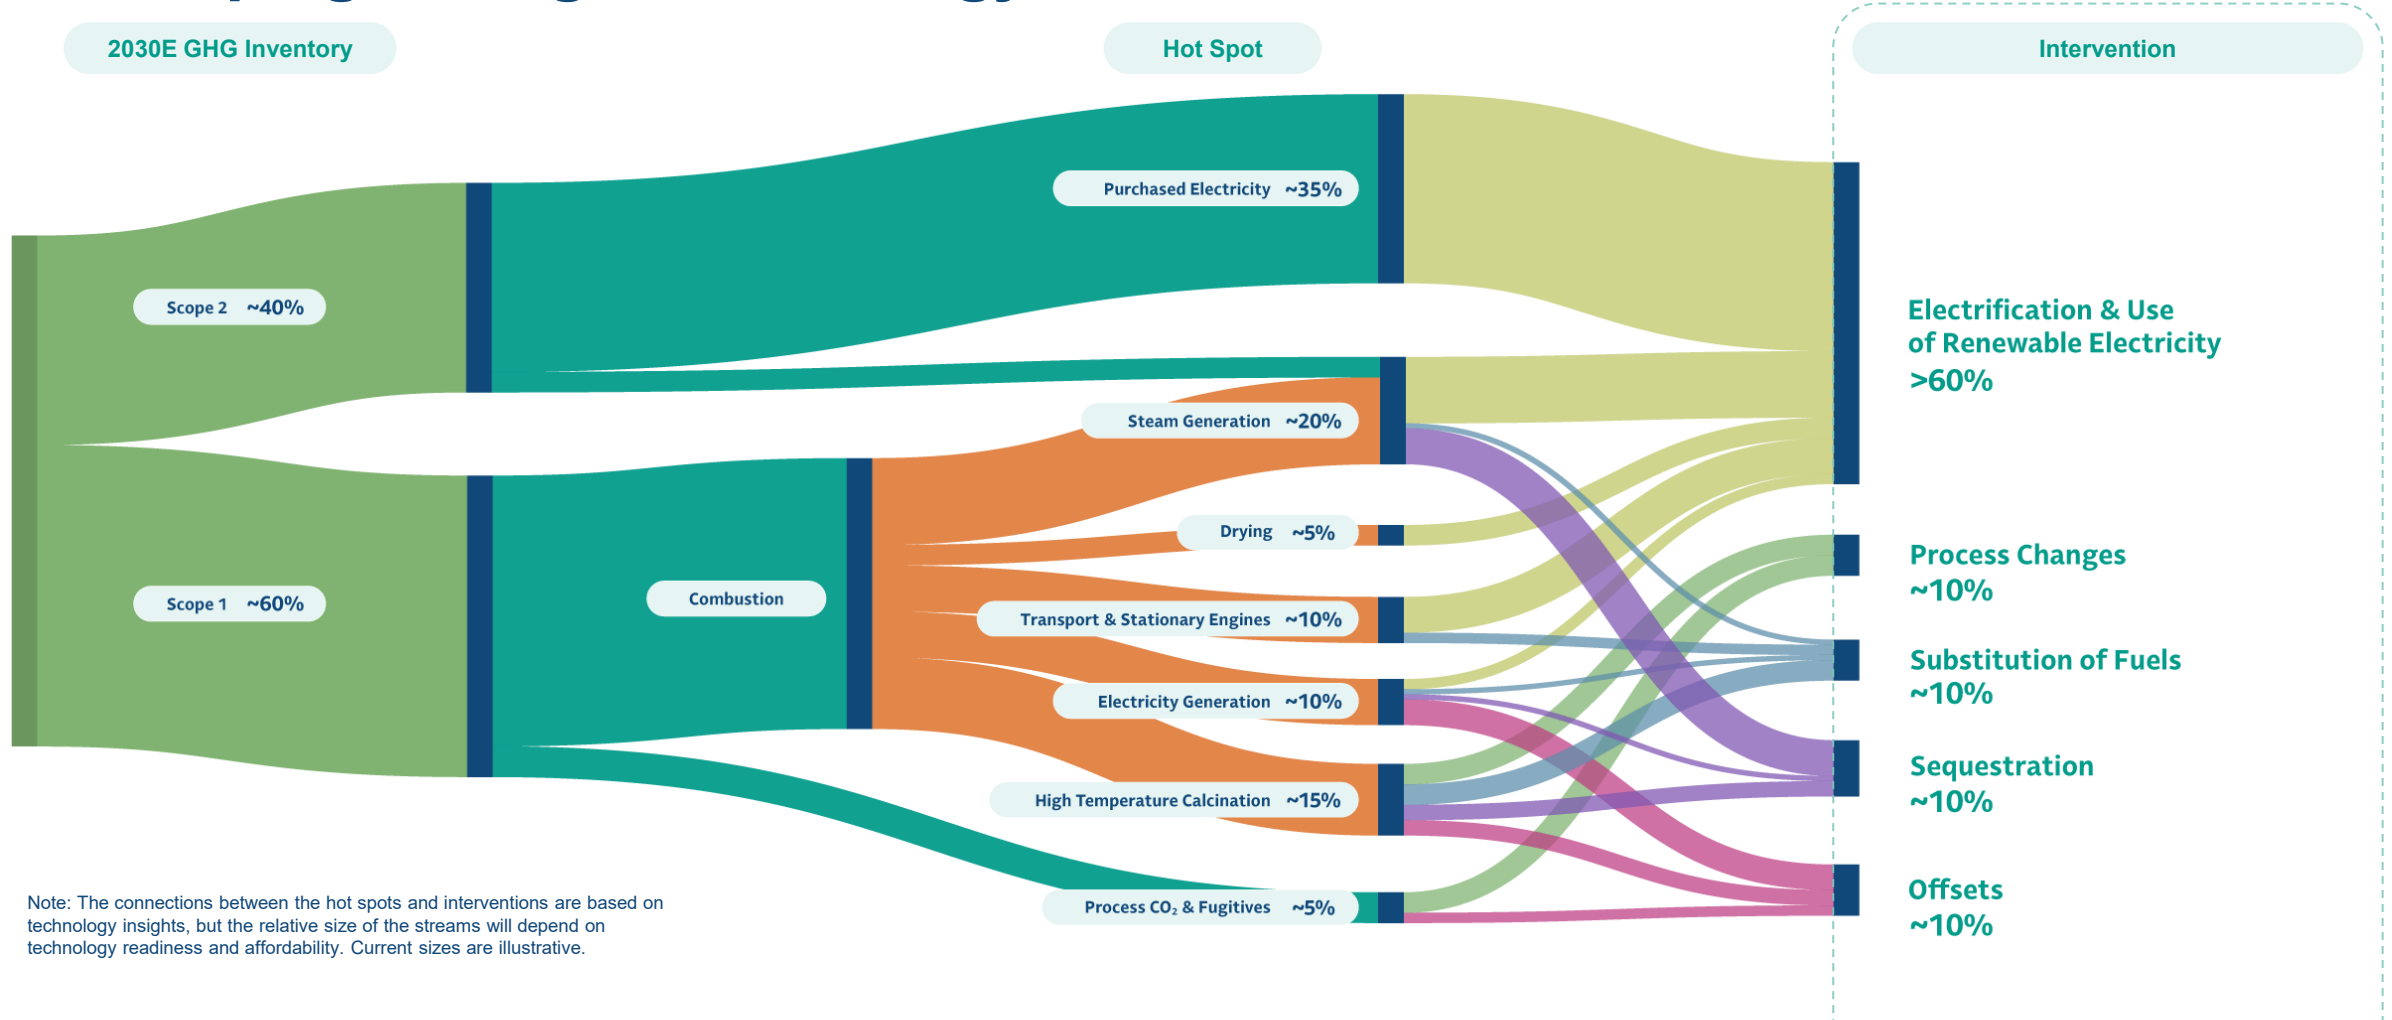 2030E GHG Inventory
Hot Spot
Intervention
Purchased Electricity ~35%
Scope 2 ~40%
Electrification & Use
of Renewable Electricity
>60%
Steam Generation ~20%
Drying ~5%
Process Changes
~10%
Scope 1 ~60%
Combustion
Transport & Stationary Engines ~10%
Substitution of Fuels
~10%
Electricity Generation ~10%
Sequestration
~10%
High Temperature Calcination ~15%
Offsets
~10%
Process CO₂ & Fugitives ~5%
Note: The connections between the hot spots and interventions are based on
technology insights, but the relative size of the streams will depend on
technology readiness and affordability. Current sizes are illustrative.